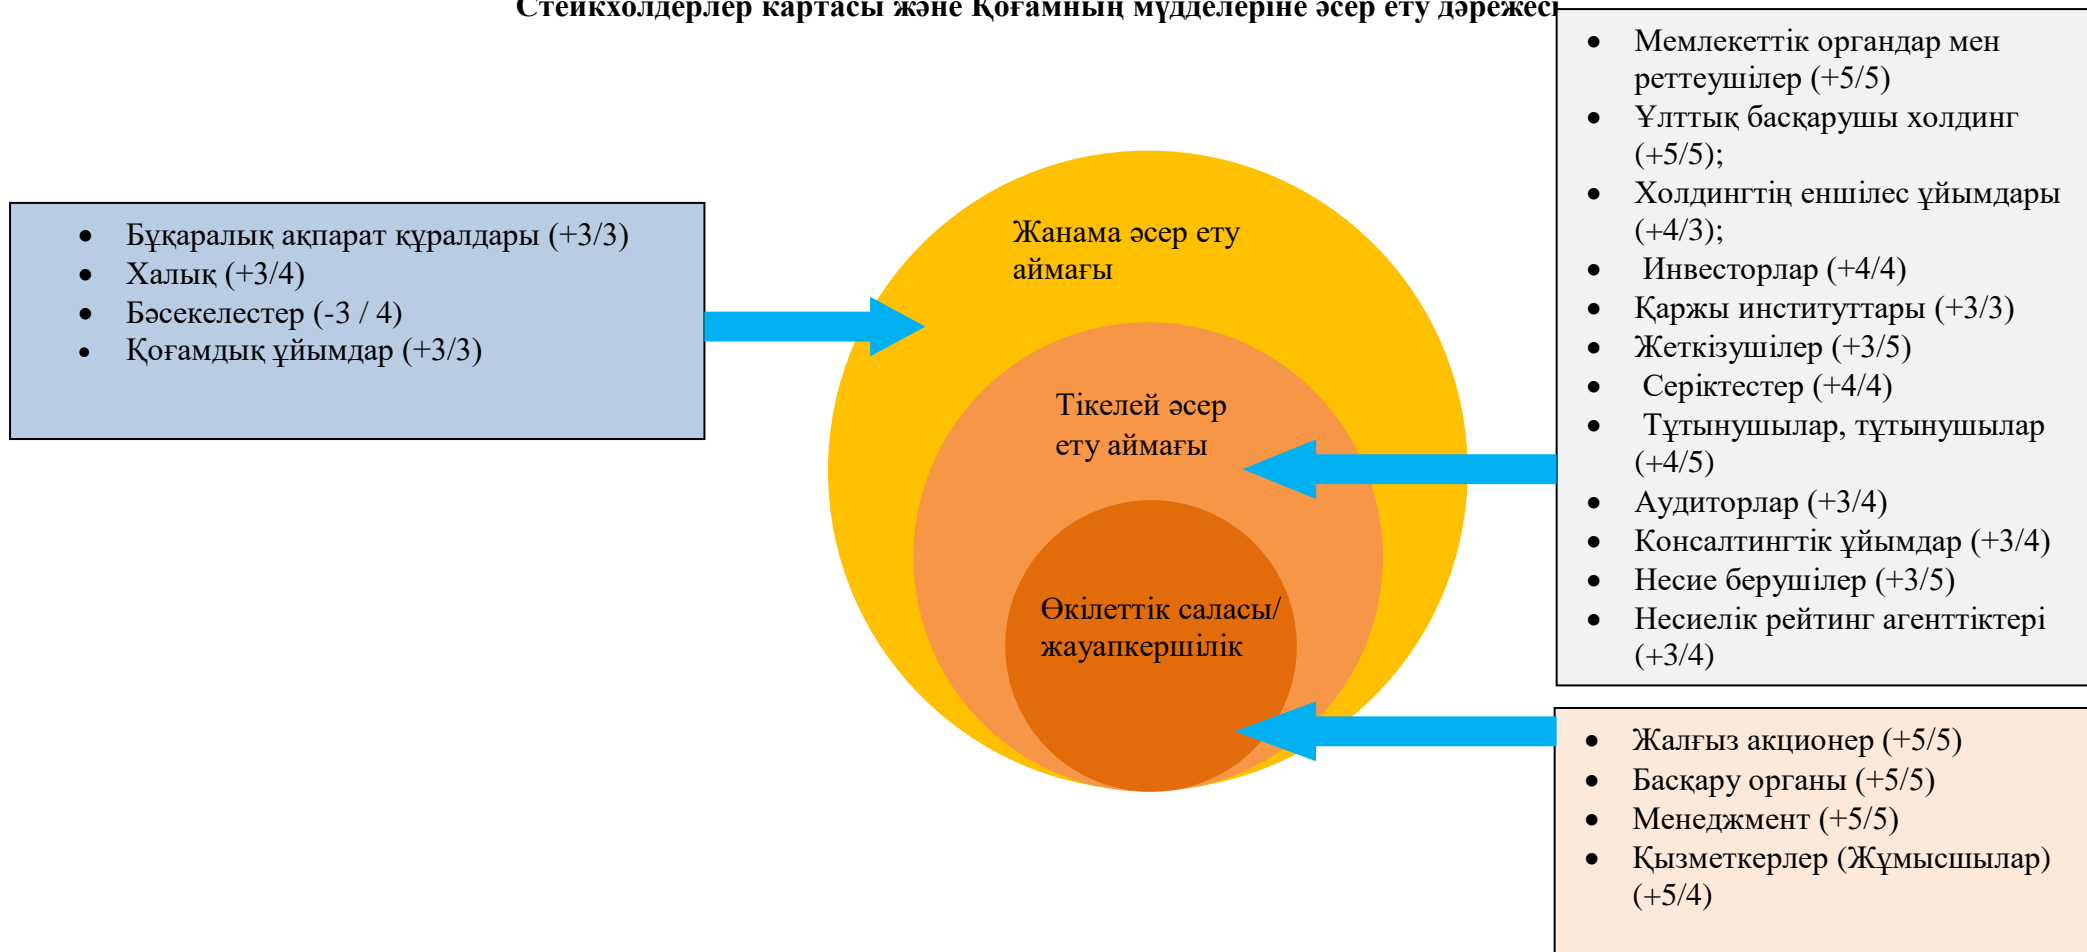 Стейкхолдерлер картасы және Қоғамның мүдделеріне әсер ету дәрежесі
• Бұқаралық ақпарат құралдары (+3/3)
• Халық (+3/4)
• Бәсекелестер (-3 / 4)
• Қоғамдық ұйымдар (+3/3)
Жанама әсер ету
аймағы
Тікелей әсер
ету аймағы
Өкілеттік саласы/
жауапкершілік
• Мемлекеттік органдар мен
реттеушілер (+5/5)
• Ұлттық басқарушы холдинг
(+5/5);
• Холдингтің еншілес ұйымдары
(+4/3);
• Инвесторлар (+4/4)
• Қаржы институттары (+3/3)
• Жеткізушілер (+3/5)
• Серіктестер (+4/4)
• Тұтынушылар, тұтынушылар
(+4/5)
• Аудиторлар (+3/4)
• Консалтингтік ұйымдар (+3/4)
• Несие берушілер (+3/5)
• Несиелік рейтинг агенттіктері
(+3/4)
• Жалғыз акционер (+5/5)
• Басқару органы (+5/5)
• Менеджмент (+5/5)
• Қызметкерлер (Жұмысшылар)
(+5/4)